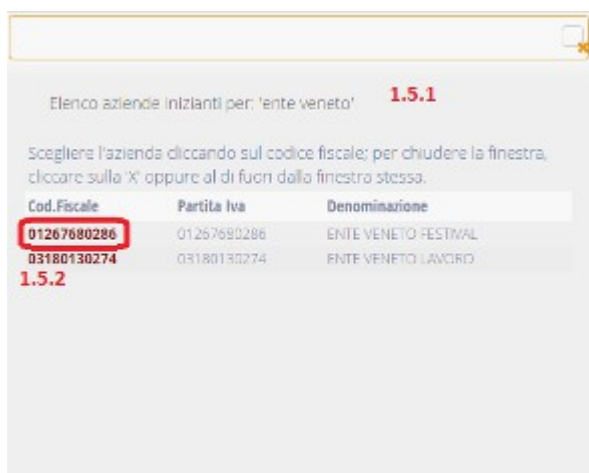 Elenco aziende inizianti per: 'ente veneto' 1.5.1
Scegliere l'azienda cliccando sul codice fiscale; per chiudere la finestra,
cliccare sulla 'X' oppure al di fuori dalla finestra stessa.
Cod.Fiscale Partita Iva Denominazione
01267680286 01267680286 ENTE VENETO FESTIVAL
03180130274 03180130274 ENTE VENETO LAVORO
1.5.2